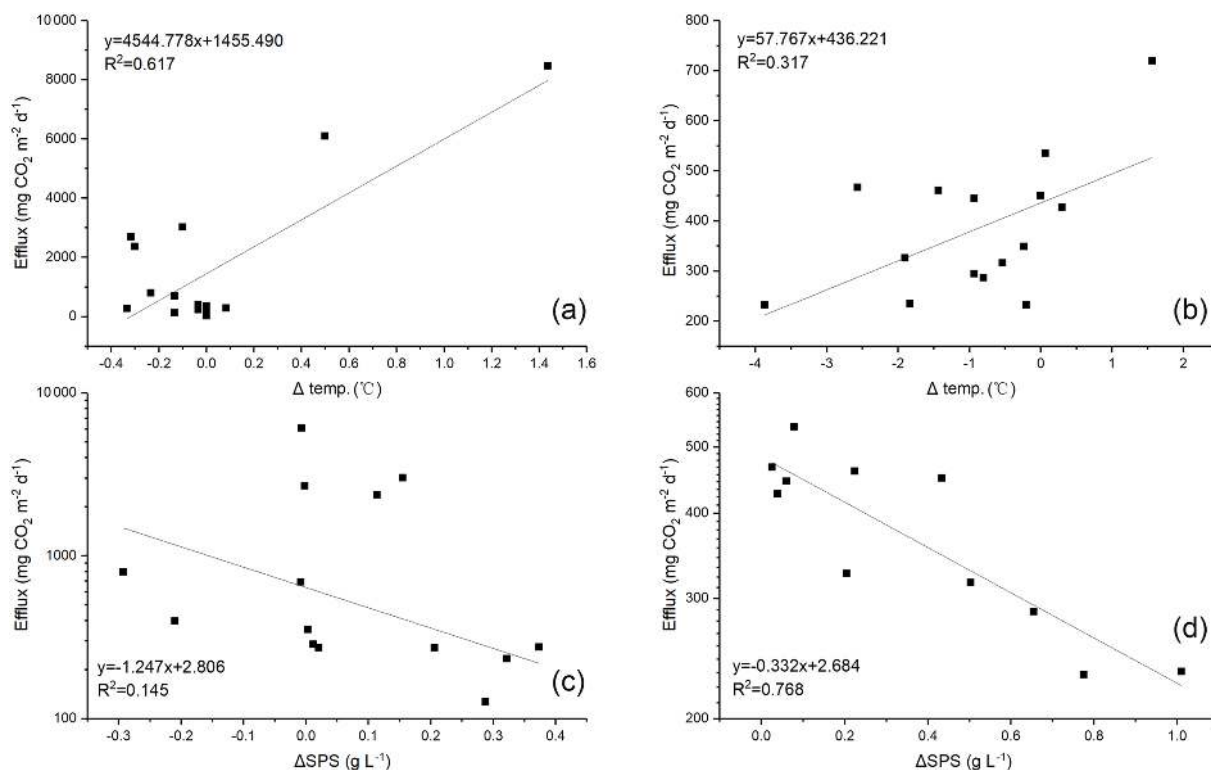 10000
8000
6000
4000
2000
0
Efflux (mg CO2 m-2 d-1)
y=4544.778x+1455.490
R2=0.617
(a)
-0.4 -0.2 0.0 0.2 0.4 0.6 0.8 1.0 1.2 1.4 1.6
Δ temp. (℃)
800
700
600
500
400
300
200
Efflux (mg CO2 m-2 d-1)
y=57.767x+436.221
R2=0.317
(b)
-4 -3 -2 -1 0 1 2
Δ temp. (℃)
10000
1000
100
Efflux (mg CO2 m-2 d-1)
y=-1.247x+2.806
R2=0.145
(c)
-0.3 -0.2 -0.1 0.0 0.1 0.2 0.3 0.4
ΔSPS (g L-1)
600
500
400
300
200
Efflux (mg CO2 m-2 d-1)
y=-0.332x+2.684
R2=0.768
(d)
0.0 0.2 0.4 0.6 0.8 1.0
ΔSPS (g L-1)